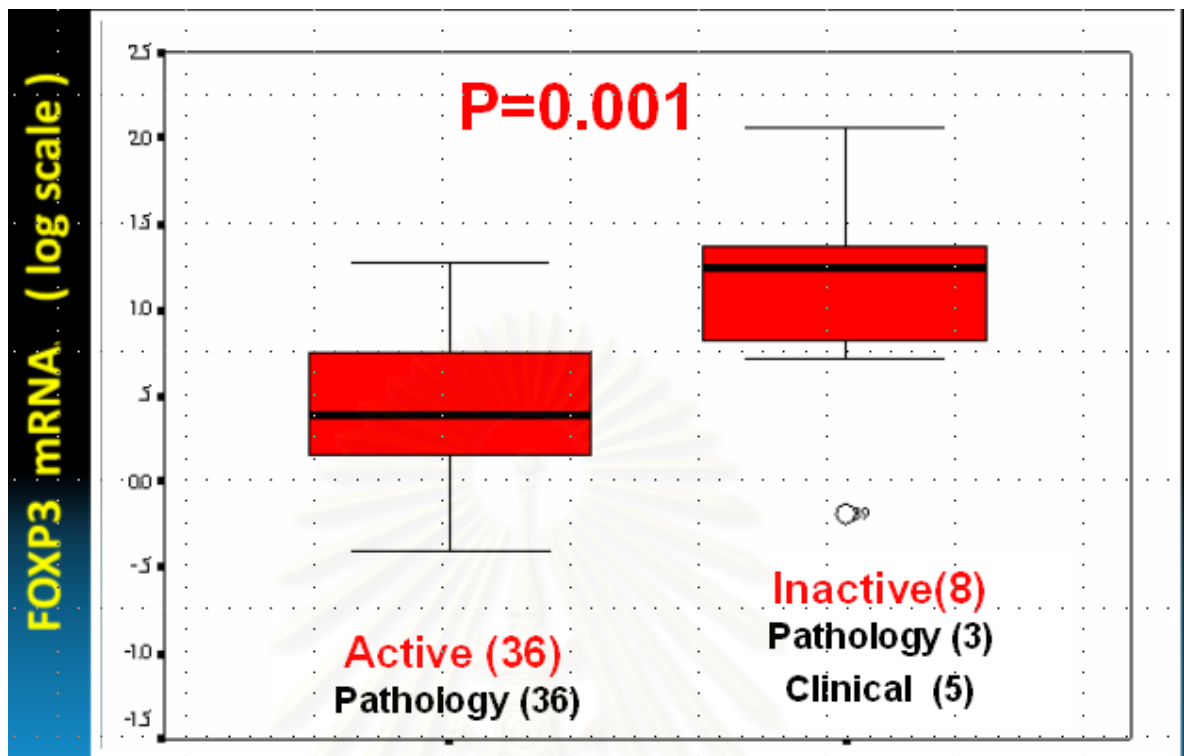 FOXP3 mRNA ( log scale )
P=0.001
2.5
2.0
1.5
1.0
.5
0.0
-.5
-1.0
-1.5
39
Active (36)
Pathology (36)
Inactive(8)
Pathology (3)
Clinical (5)